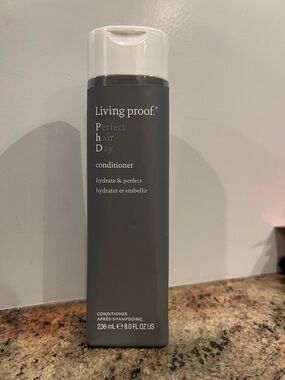 Living proof.®
Perfect
hair
Day
conditioner
hydrate & perfect
hydrater et embellir
CONDITIONER
APRÈS-SHAMPOOING
236 mL ℮ 8.0 FL OZ US